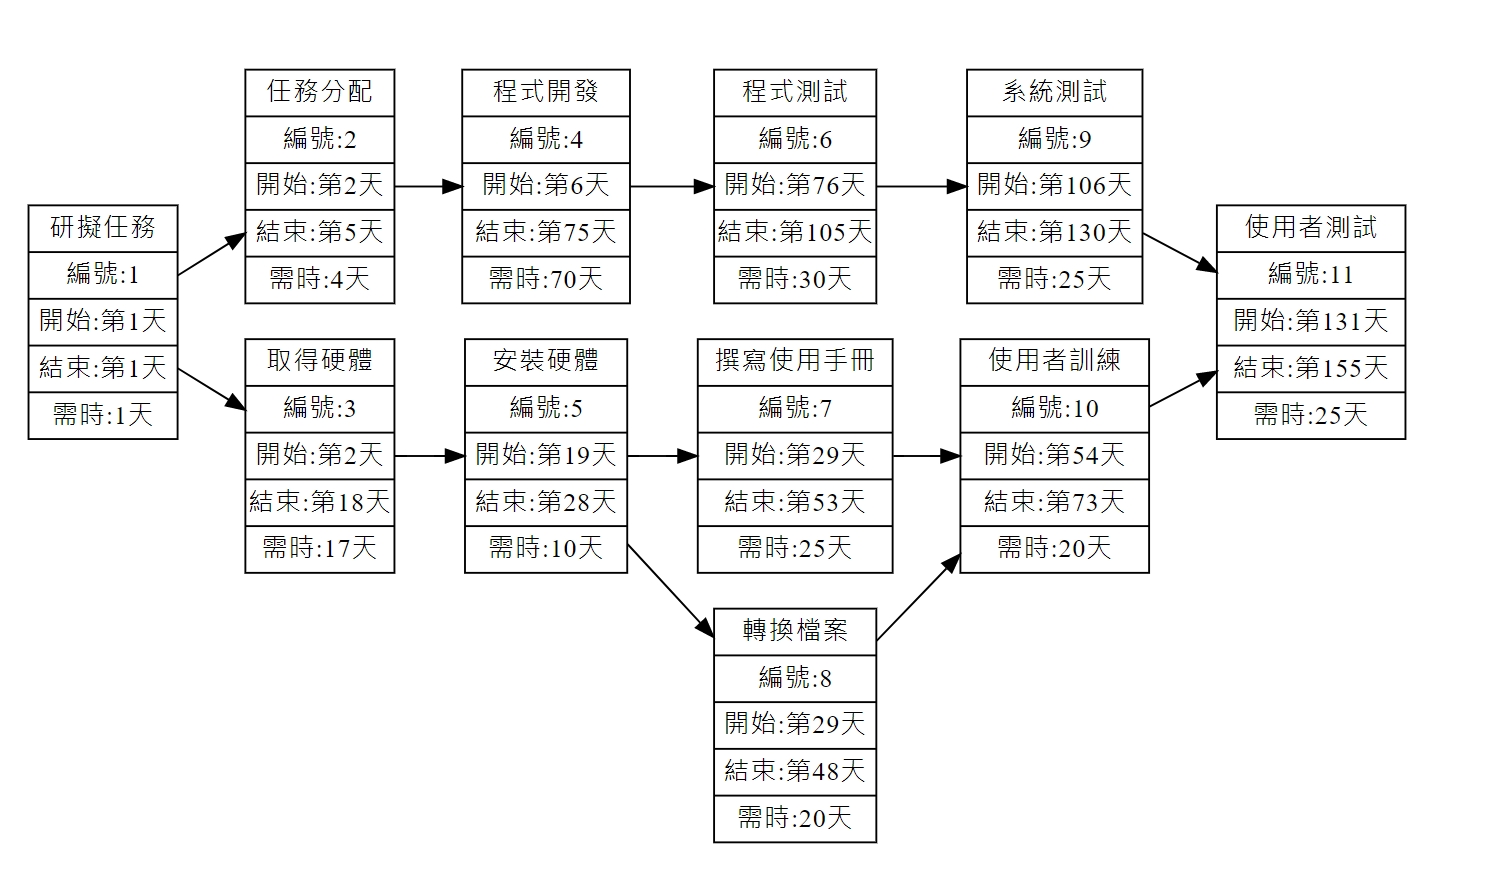 研擬任務
編號:1
開始:第1天
結束:第1天
需時:1天
任務分配
編號:2
開始:第2天
結束:第5天
需時:4天
程式開發
編號:4
開始:第6天
結束:第75天
需時:70天
程式測試
編號:6
開始:第76天
結束:第105天
需時:30天
系統測試
編號:9
開始:第106天
結束:第130天
需時:25天
取得硬體
編號:3
開始:第2天
結束:第18天
需時:17天
安裝硬體
編號:5
開始:第19天
結束:第28天
需時:10天
撰寫使用手冊
編號:7
開始:第29天
結束:第53天
需時:25天
使用者訓練
編號:10
開始:第54天
結束:第73天
需時:20天
轉換檔案
編號:8
開始:第29天
結束:第48天
需時:20天
使用者測試
編號:11
開始:第131天
結束:第155天
需時:25天